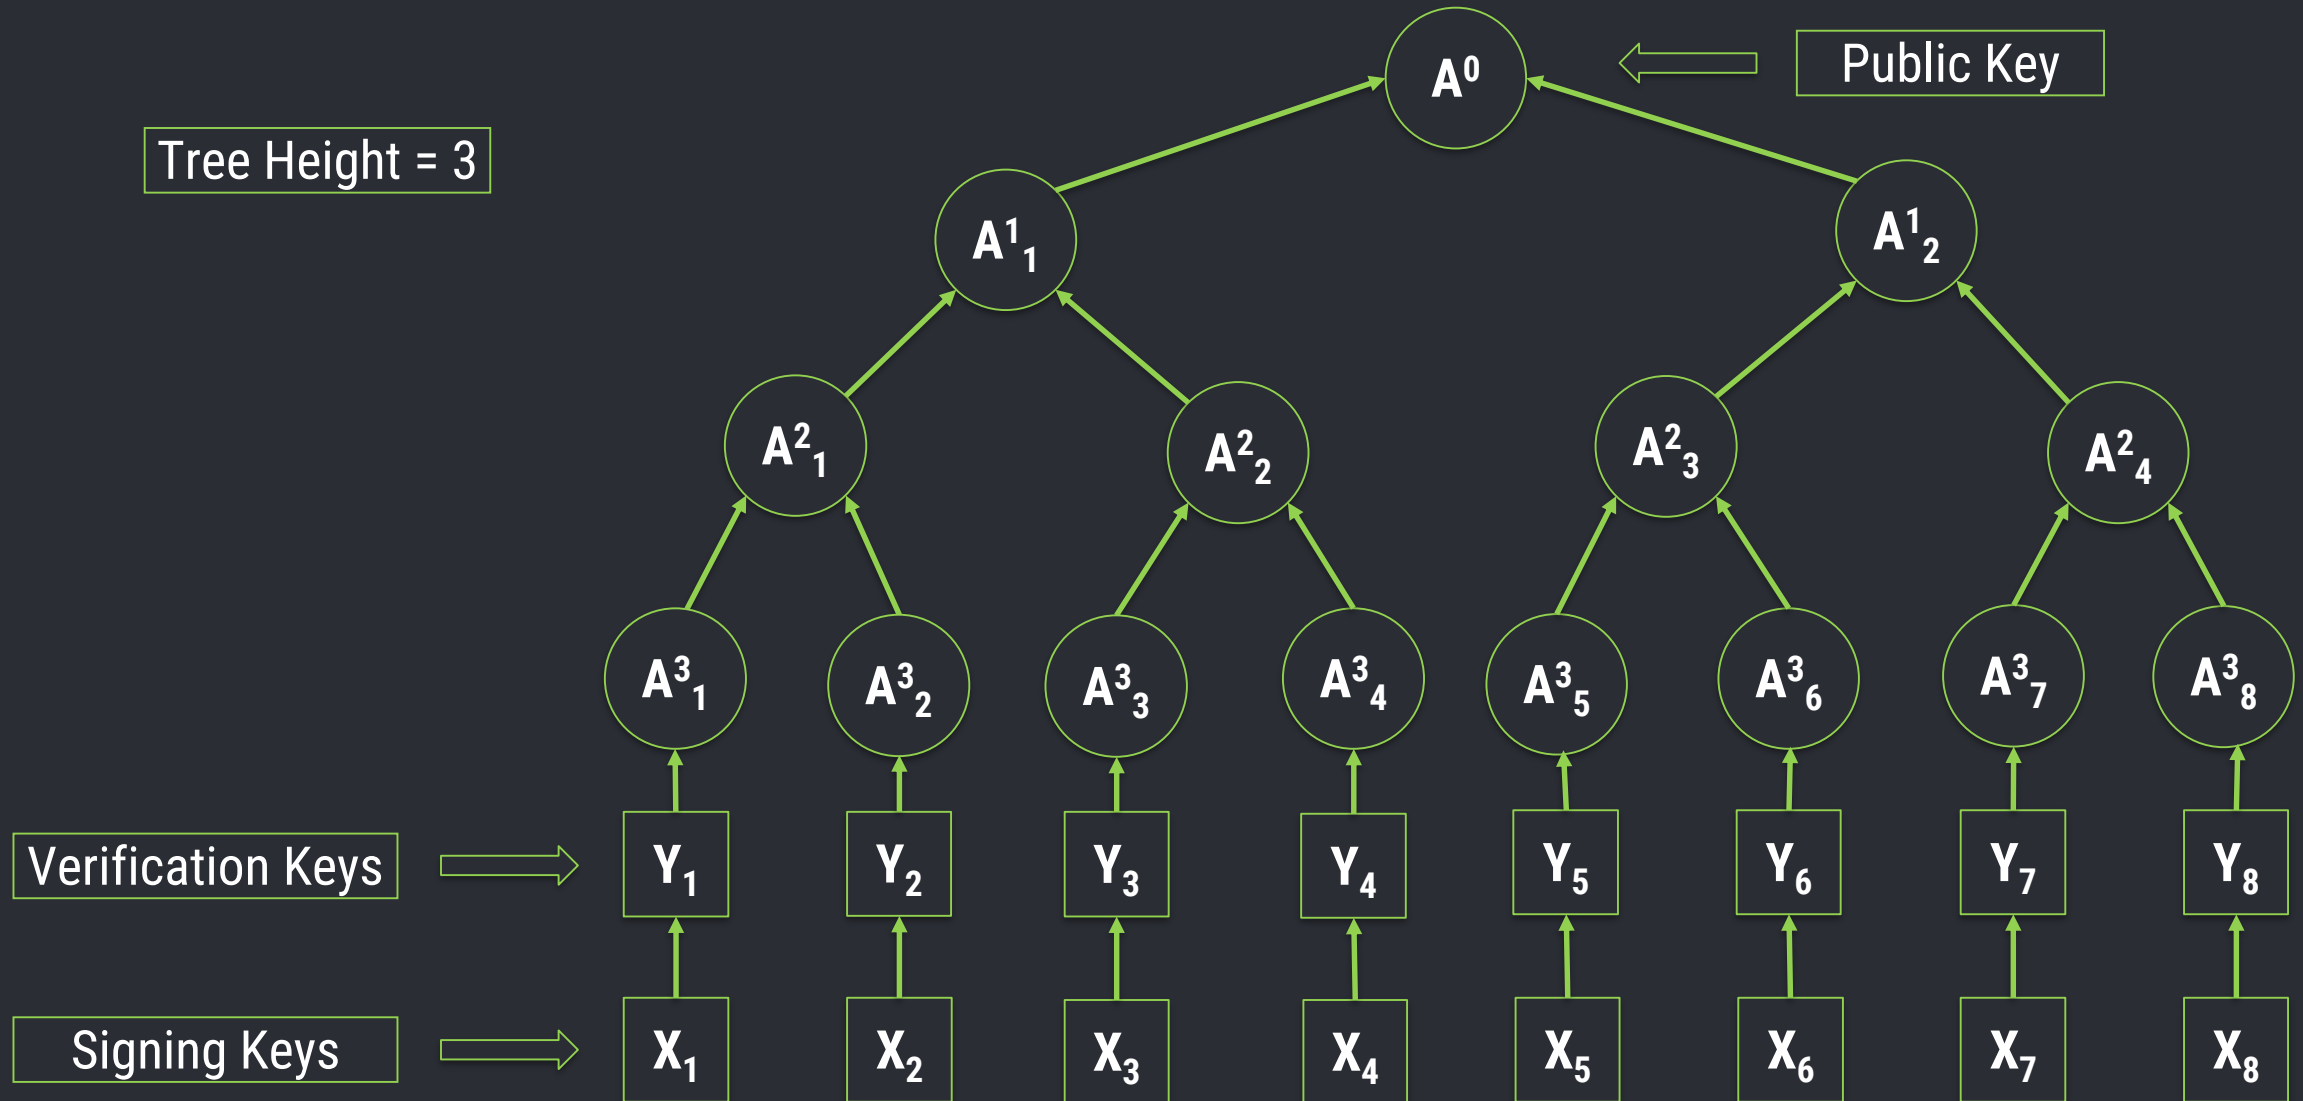 A⁰
Public Key
Tree Height = 3
A¹₁
A¹₂
A²₁
A²₂
A²₃
A²₄
A³₁
A³₂
A³₃
A³₄
A³₅
A³₆
A³₇
A³₈
Verification Keys
Y₁
Y₂
Y₃
Y₄
Y₅
Y₆
Y₇
Y₈
Signing Keys
X₁
X₂
X₃
X₄
X₅
X₆
X₇
X₈